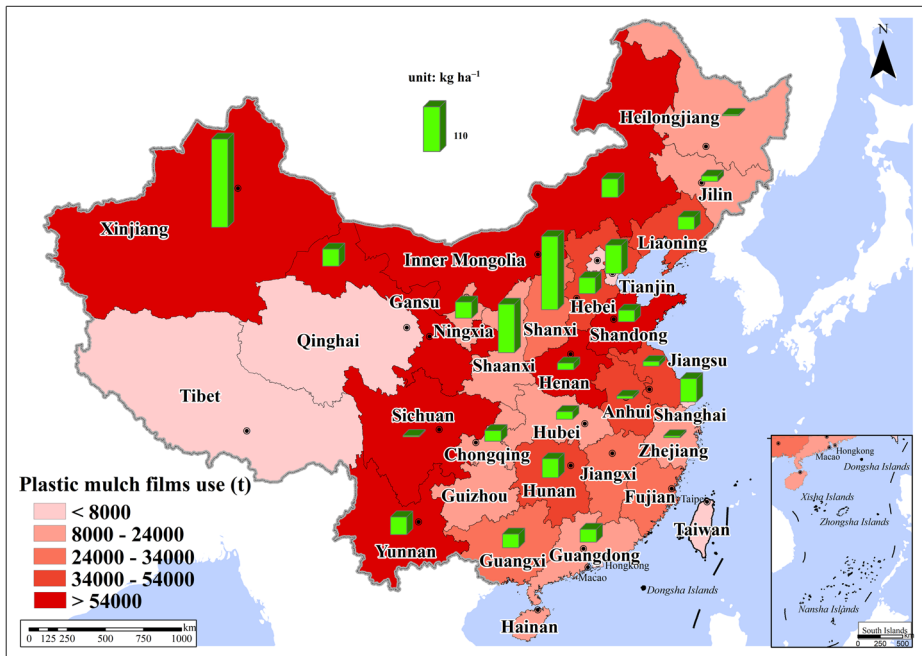 N
unit: kg ha⁻¹
110
Heilongjiang
Jilin
Xinjiang
Liaoning
Inner Mongolia
Tianjin
Hebei
Gansu
Ningxia
Shanxi
Shandong
Qinghai
Shaanxi
Jiangsu
Henan
Tibet
Anhui
Shanghai
Sichuan
Hubei
Chongqing
Zhejiang
Jiangxi
Guizhou
Hunan
Fujian
Taipei
Taiwan
Yunnan
Guangxi
Guangdong
Hongkong
Macao
Dongsha Islands
Hainan
Plastic mulch films use (t)
< 8000
8000 - 24000
24000 - 34000
34000 - 54000
> 54000
km
0 125 250 500 750 1000
Hongkong
Macao
Dongsha Islands
Xisha Islands
Zhongsha Islands
Nansha Islands
South Islands
km
0 250 500